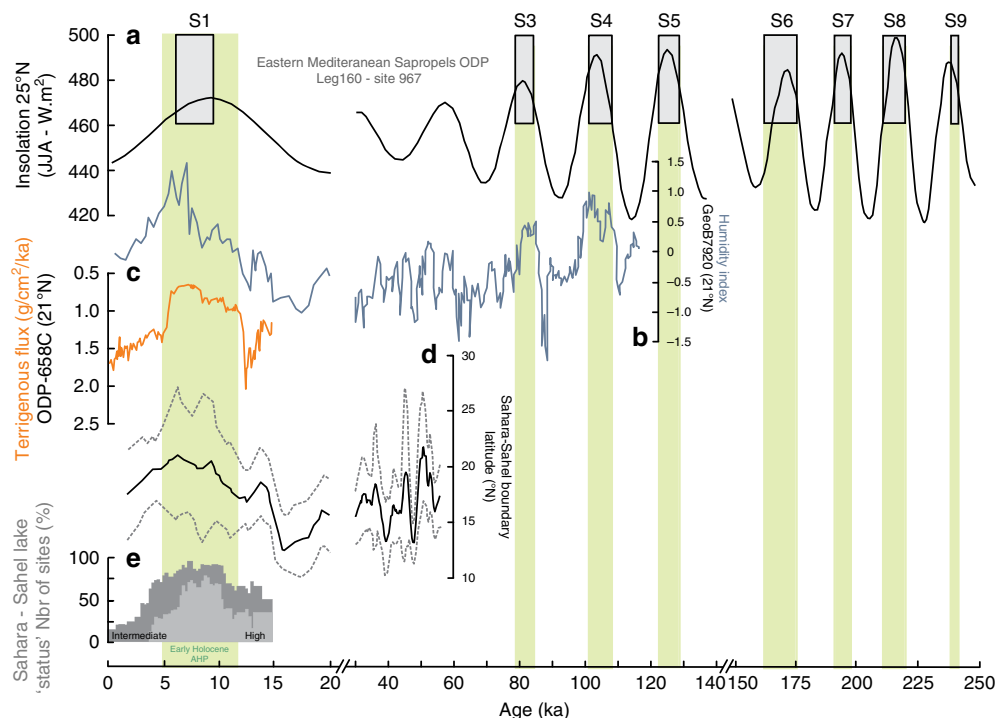 S1 S3 S4 S5 S6 S7 S8 S9
a
500
480
460
440
420
Insolation 25°N
(JJA - W.m²)
Eastern Mediteranean Sapropels ODP
Leg160 - site 967
1.5
1.0
0.5
0
−0.5
−1.0
−1.5
Humidity index
GeoB7920 (21°N)
b
c
0.5
1.0
1.5
2.0
2.5
Terrigenous flux (g/cm²/ka)
ODP-658C (21°N)
d
30
25
20
15
10
Sahara-Sahel boundary
latitude (°N)
e
100
50
0
Sahara - Sahel lake
‘status’ Nbr of sites (%)
Intermediate High
Early Holocene
AHP
0 5 10 15 20 30 40 50 60 80 100 120 140 150 175 200 225 250
Age (ka)